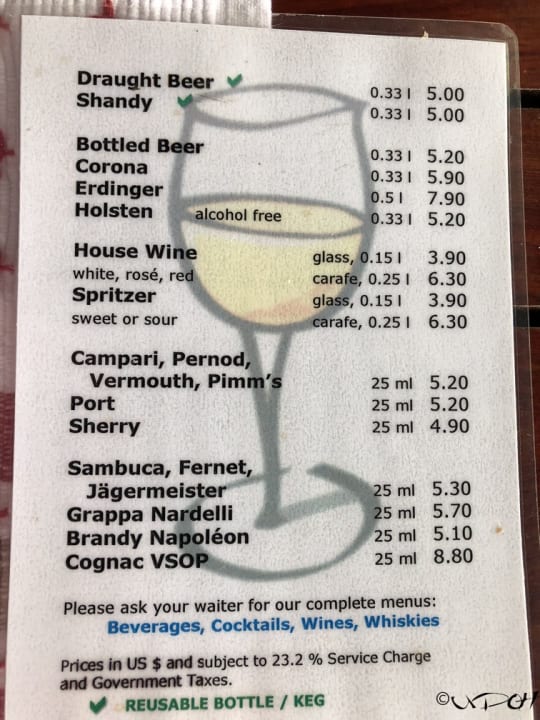 Draught Beer 0.33 l 5.00
Shandy 0.33 l 5.00
Bottled Beer 0.33 l 5.20
Corona 0.33 l 5.90
Erdinger 0.5 l 7.90
Holsten alcohol free 0.33 l 5.20
House Wine glass, 0.15 l 3.90
white, rosé, red carafe, 0.25 l 6.30
Spritzer glass, 0.15 l 3.90
sweet or sour carafe, 0.25 l 6.30
Campari, Pernod,
Vermouth, Pimm's 25 ml 5.20
Port 25 ml 5.20
Sherry 25 ml 4.90
Sambuca, Fernet,
Jägermeister 25 ml 5.30
Grappa Nardelli 25 ml 5.70
Brandy Napoléon 25 ml 5.10
Cognac VSOP 25 ml 8.80
Please ask your waiter for our complete menus:
Beverages, Cocktails, Wines, Whiskies
Prices in US $ and subject to 23.2 % Service Charge
and Government Taxes.
REUSABLE BOTTLE / KEG